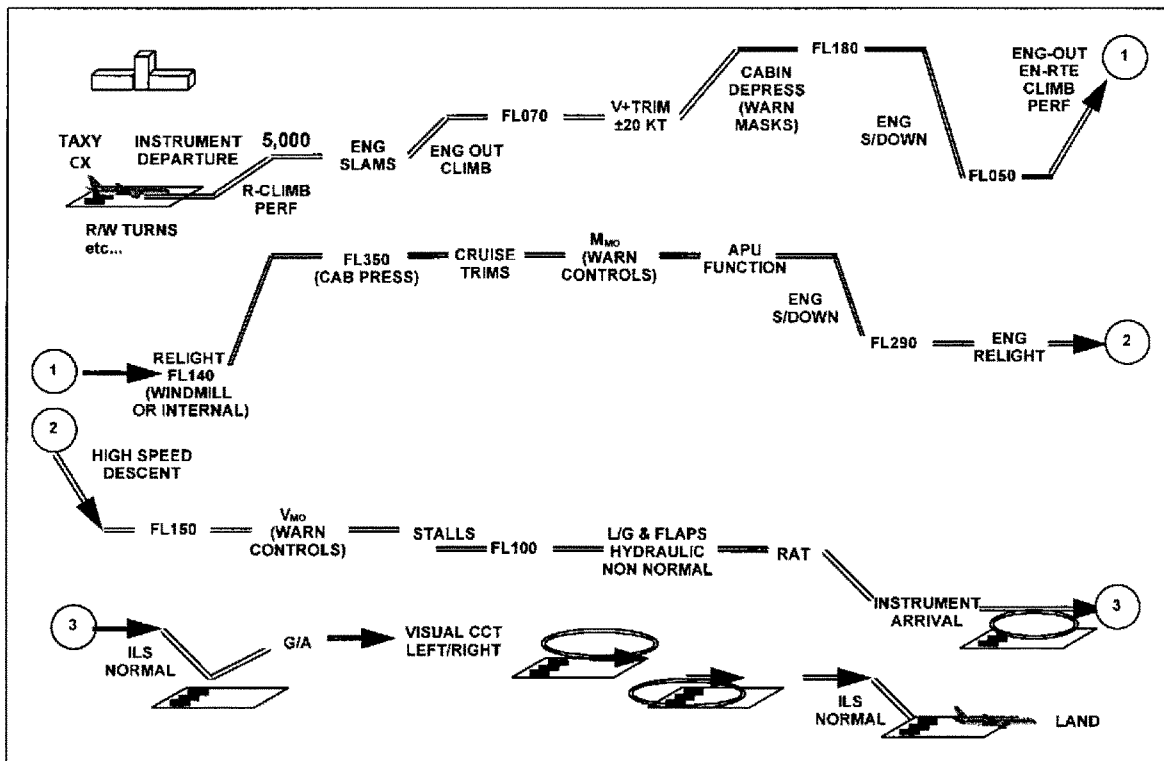 TAXY
CX
INSTRUMENT
DEPARTURE
5,000
R-CLIMB
PERF
R/W TURNS
etc...
ENG
SLAMS
ENG OUT
CLIMB
FL070
V+TRIM
±20 KT
CABIN
DEPRESS
(WARN
MASKS)
FL180
ENG
S/DOWN
FL050
ENG-OUT
EN-RTE
CLIMB
PERF
1
1
RELIGHT
FL140
(WINDMILL
OR INTERNAL)
FL350
(CAB PRESS)
CRUISE
TRIMS
MMO
(WARN
CONTROLS)
APU
FUNCTION
ENG
S/DOWN
FL290
ENG
RELIGHT
2
2
HIGH SPEED
DESCENT
FL150
VMO
(WARN
CONTROLS)
STALLS
FL100
L/G & FLAPS
HYDRAULIC
NON NORMAL
RAT
INSTRUMENT
ARRIVAL
3
3
ILS
NORMAL
G/A
VISUAL CCT
LEFT/RIGHT
ILS
NORMAL
LAND